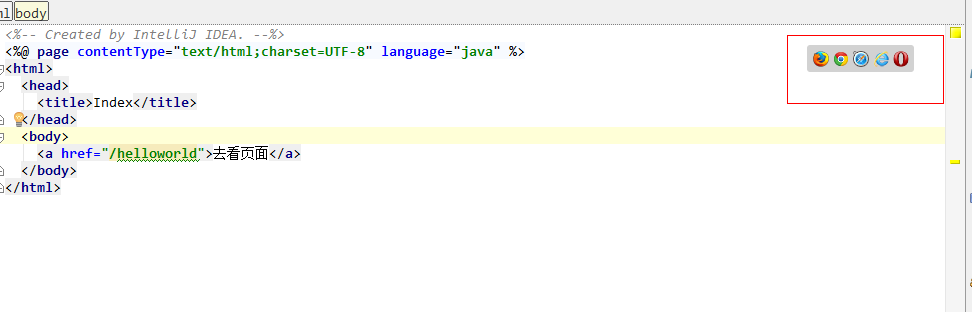 body
<%-- Created by IntelliJ IDEA. --%>
<%@ page contentType="text/html;charset=UTF-8" language="java" %>
<html>
  <head>
    <title>Index</title>
  </head>
  <body>
    <a href="/helloworld">去看页面</a>
  </body>
</html>